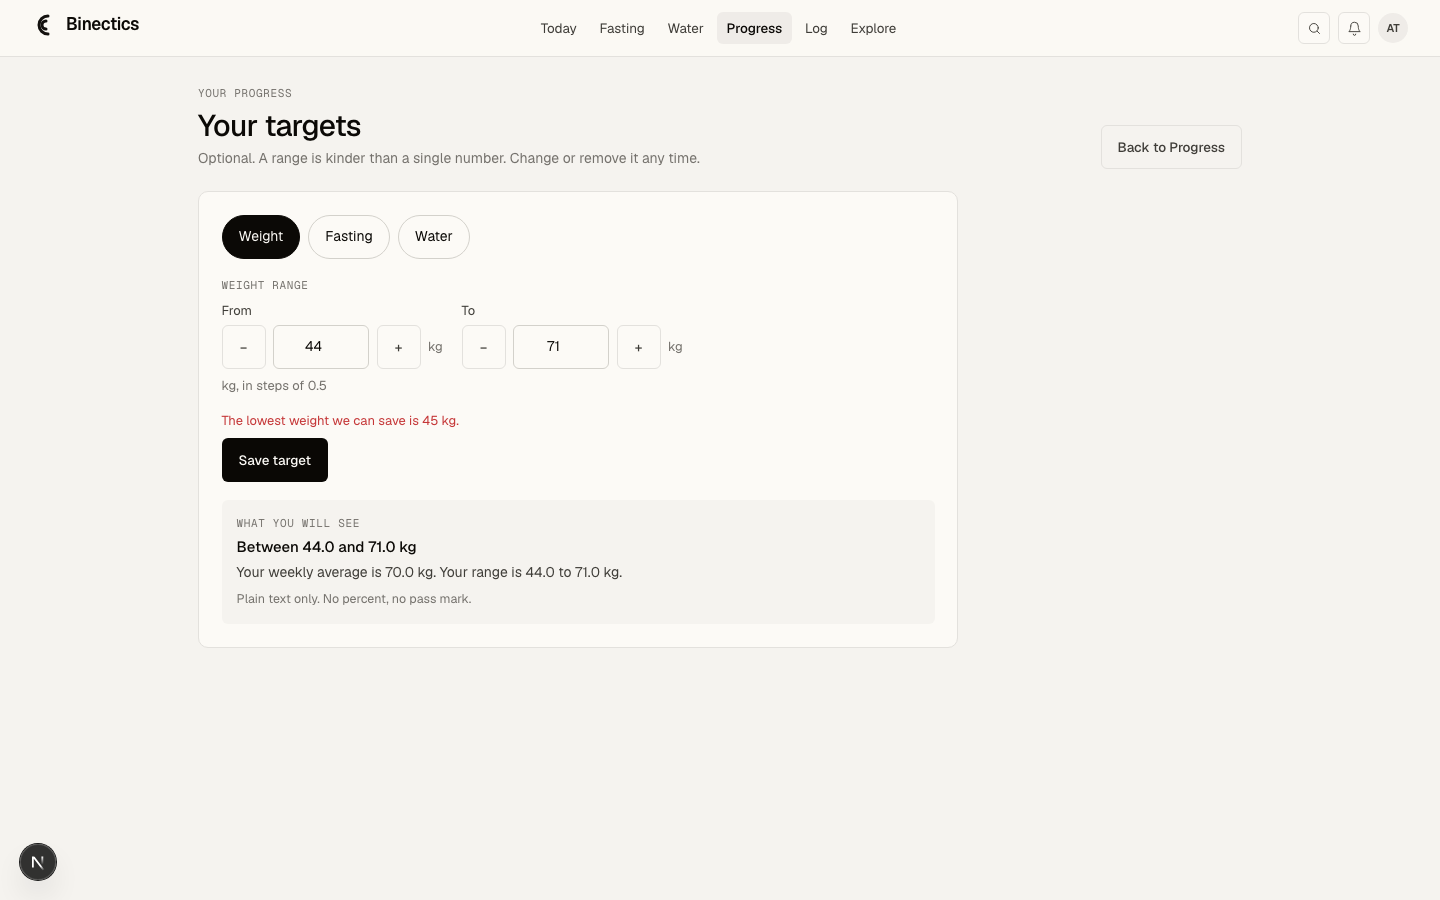 Binectics
Today Fasting Water Progress Log Explore
AT
YOUR PROGRESS
Your targets
Optional. A range is kinder than a single number. Change or remove it any time.
Back to Progress
Weight Fasting Water
WEIGHT RANGE
From To
− 44 + kg − 71 + kg
kg, in steps of 0.5
The lowest weight we can save is 45 kg.
Save target
WHAT YOU WILL SEE
Between 44.0 and 71.0 kg
Your weekly average is 70.0 kg. Your range is 44.0 to 71.0 kg.
Plain text only. No percent, no pass mark.
N